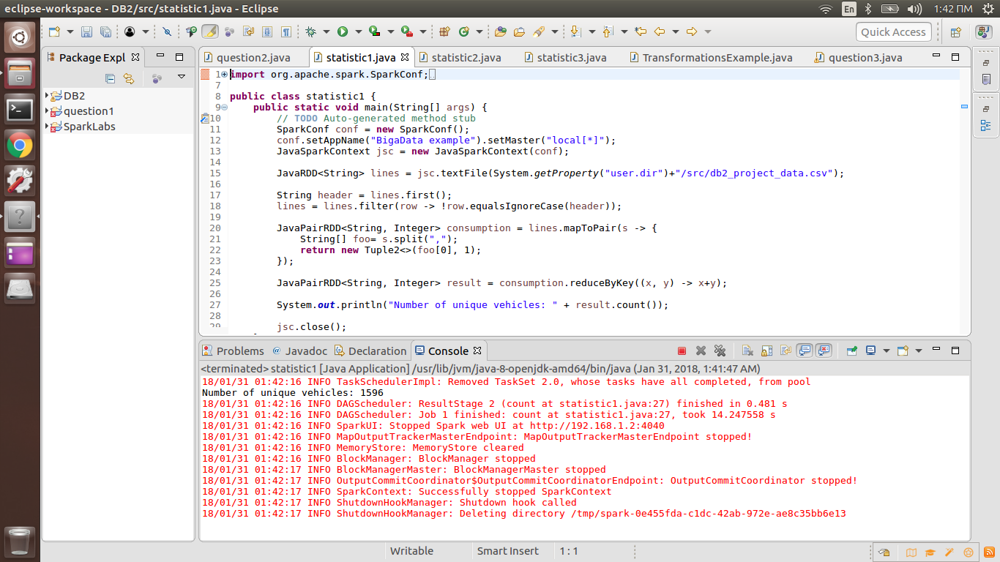 eclipse-workspace - DB2/src/statistic1.java - Eclipse
En
1:42 ΠΜ
Quick Access
Package Expl
question2.java
statistic1.java
statistic2.java
statistic3.java
TransformationsExample.java
question3.java
DB2
question1
SparkLabs
1 import org.apache.spark.SparkConf;
7
8 public class statistic1 {
9 public static void main(String[] args) {
10 // TODO Auto-generated method stub
11 SparkConf conf = new SparkConf();
12 conf.setAppName("BigaData example").setMaster("local[*]");
13 JavaSparkContext jsc = new JavaSparkContext(conf);
14
15 JavaRDD<String> lines = jsc.textFile(System.getProperty("user.dir")+"/src/db2_project_data.csv");
16
17 String header = lines.first();
18 lines = lines.filter(row -> !row.equalsIgnoreCase(header));
19
20 JavaPairRDD<String, Integer> consumption = lines.mapToPair(s -> {
21 String[] foo= s.split(",");
22 return new Tuple2<>(foo[0], 1);
23 });
24
25 JavaPairRDD<String, Integer> result = consumption.reduceByKey((x, y) -> x+y);
26
27 System.out.println("Number of unique vehicles: " + result.count());
28
29 jsc.close();
Problems
@ Javadoc
Declaration
Console
<terminated> statistic1 [Java Application] /usr/lib/jvm/java-8-openjdk-amd64/bin/java (Jan 31, 2018, 1:41:47 AM)
18/01/31 01:42:16 INFO TaskSchedulerImpl: Removed TaskSet 2.0, whose tasks have all completed, from pool
Number of unique vehicles: 1596
18/01/31 01:42:16 INFO DAGScheduler: ResultStage 2 (count at statistic1.java:27) finished in 0.481 s
18/01/31 01:42:16 INFO DAGScheduler: Job 1 finished: count at statistic1.java:27, took 14.247558 s
18/01/31 01:42:16 INFO SparkUI: Stopped Spark web UI at http://192.168.1.2:4040
18/01/31 01:42:16 INFO MapOutputTrackerMasterEndpoint: MapOutputTrackerMasterEndpoint stopped!
18/01/31 01:42:16 INFO MemoryStore: MemoryStore cleared
18/01/31 01:42:16 INFO BlockManager: BlockManager stopped
18/01/31 01:42:17 INFO BlockManagerMaster: BlockManagerMaster stopped
18/01/31 01:42:17 INFO OutputCommitCoordinator$OutputCommitCoordinatorEndpoint: OutputCommitCoordinator stopped!
18/01/31 01:42:17 INFO SparkContext: Successfully stopped SparkContext
18/01/31 01:42:17 INFO ShutdownHookManager: Shutdown hook called
18/01/31 01:42:17 INFO ShutdownHookManager: Deleting directory /tmp/spark-0e455fda-c1dc-42ab-972e-ae8c35bb6e13
Writable
Smart Insert
1 : 1